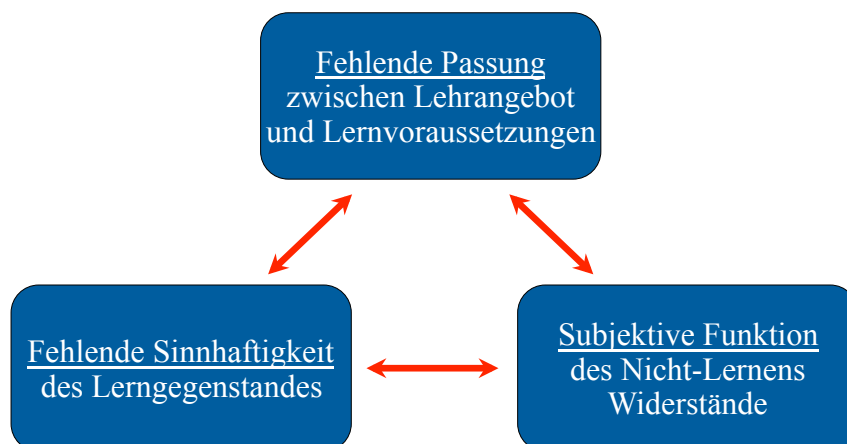 Fehlende Passung
zwischen Lehrangebot
und Lernvoraussetzungen
Fehlende Sinnhaftigkeit
des Lerngegenstandes
Subjektive Funktion
des Nicht-Lernens
Widerstände